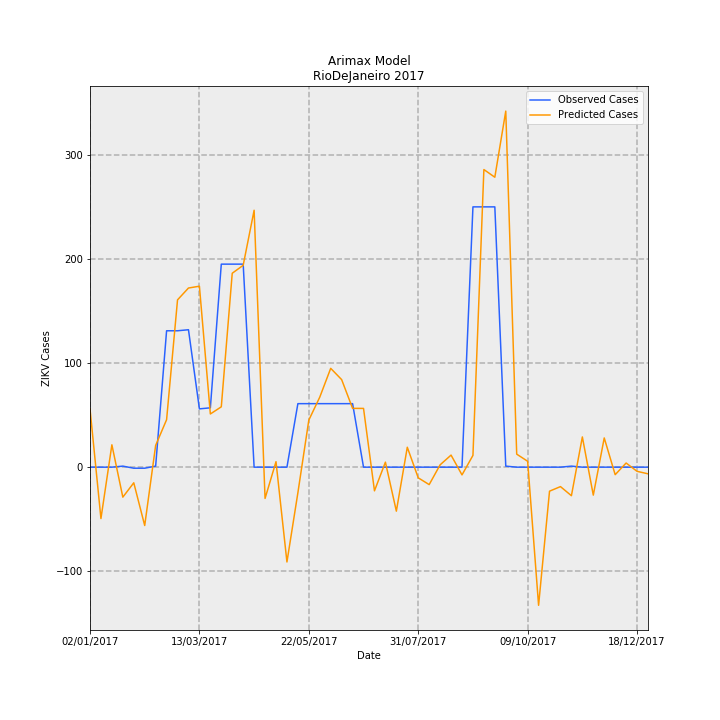 Arimax Model
RioDeJaneiro 2017
Observed Cases
Predicted Cases
300
200
100
0
−100
ZIKV Cases
02/01/2017 13/03/2017 22/05/2017 31/07/2017 09/10/2017 18/12/2017
Date